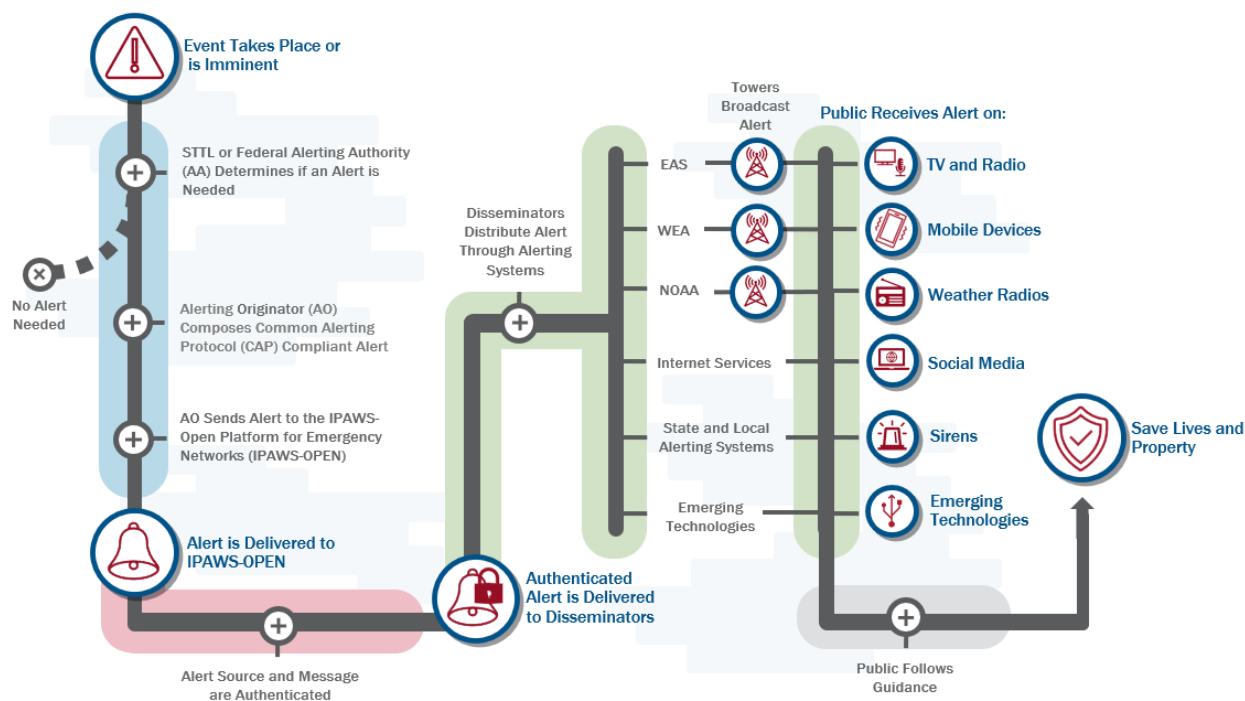 Event Takes Place or
is Imminent
STTL or Federal Alerting Authority
(AA) Determines if an Alert is
Needed
No Alert
Needed
Alerting Originator (AO)
Composes Common Alerting
Protocol (CAP) Compliant Alert
AO Sends Alert to the IPAWS-
Open Platform for Emergency
Networks (IPAWS-OPEN)
Alert is Delivered to
IPAWS-OPEN
Alert Source and Message
are Authenticated
Authenticated
Alert is Delivered
to Disseminators
Disseminators
Distribute Alert
Through Alerting
Systems
EAS
WEA
NOAA
Internet Services
State and Local
Alerting Systems
Emerging
Technologies
Towers
Broadcast
Alert
Public Receives Alert on:
TV and Radio
Mobile Devices
Weather Radios
Social Media
Sirens
Emerging
Technologies
Public Follows
Guidance
Save Lives and
Property